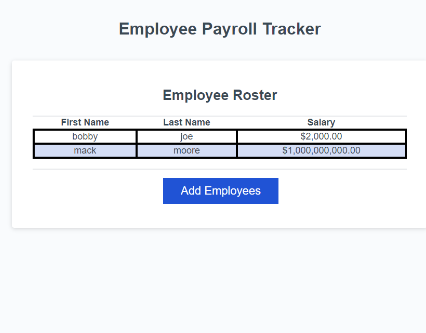 Employee Payroll Tracker
Employee Roster
First Name Last Name Salary
bobby joe $2,000.00
mack moore $1,000,000,000.00
Add Employees